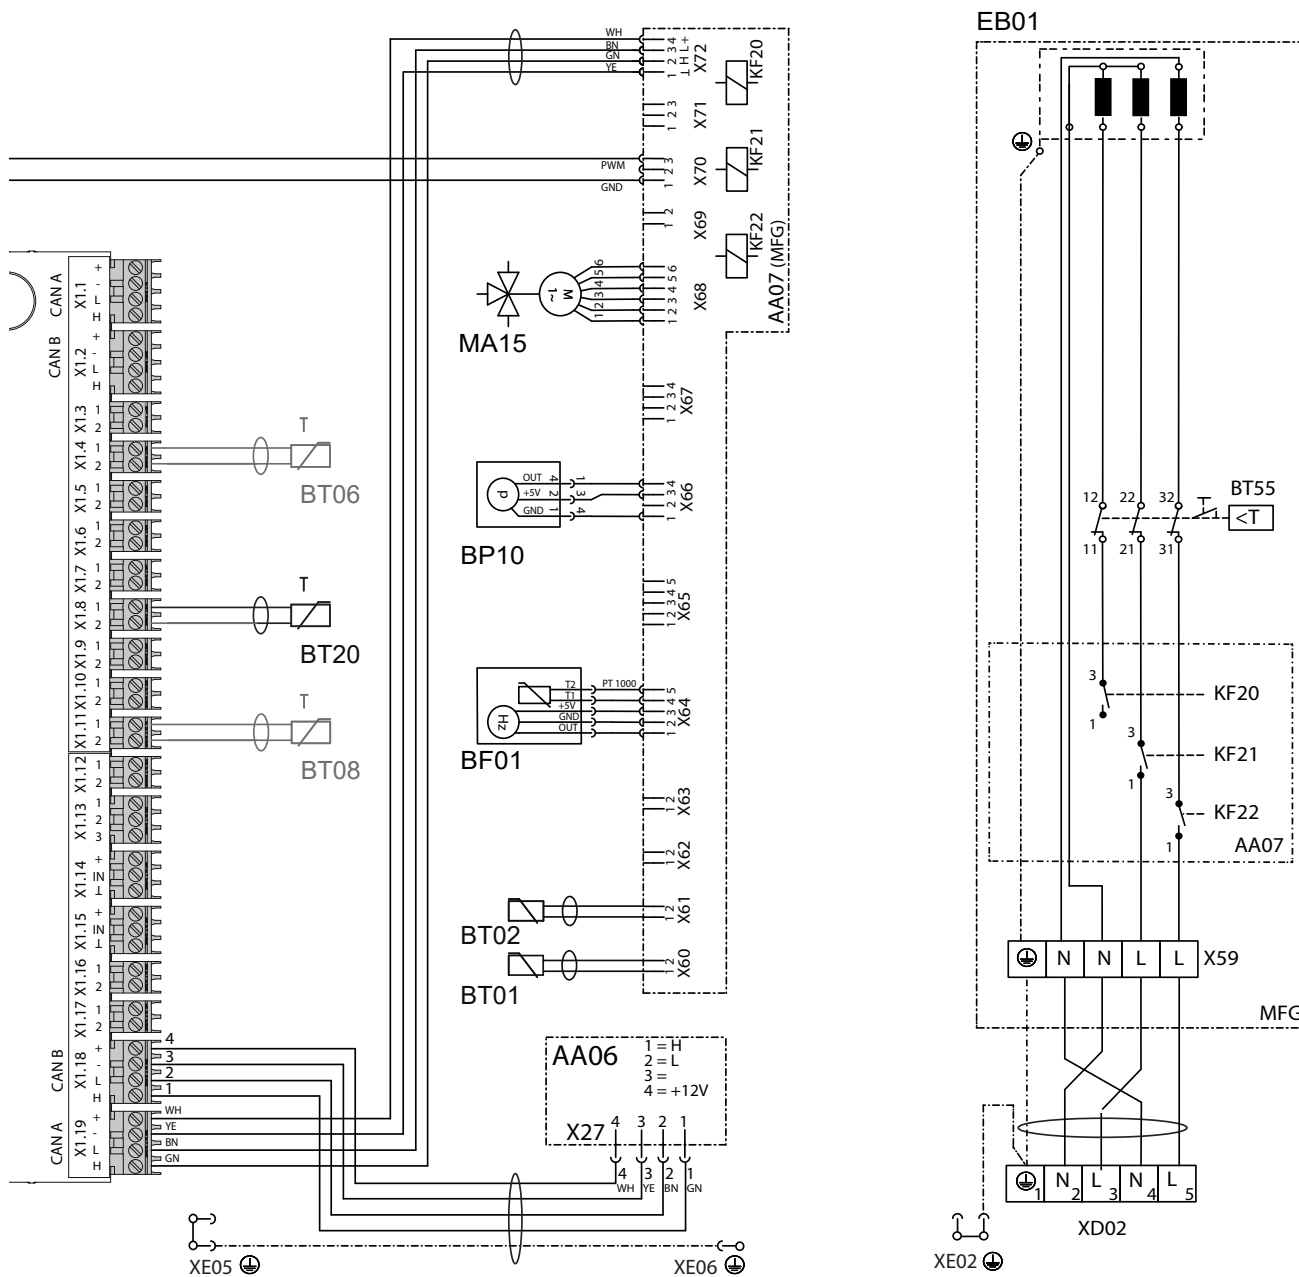 EB01
WH
BN
GN
YE
1 2 3 4
⊥ H L +
X72
KF20
1 2 3
X71
PWM
GND
1 2 3
X70
KF21
1 2
X69
KF22
AA07 (MFG)
M
1~
1 2 3 4 5 6
1 2 3 4 5 6
X68
MA15
CAN A
X1.1
+
-
L
H
CAN B
X1.2
+
-
L
H
X1.3
1
2
X1.4
1
2
T
BT06
X1.5
1
2
X1.6
1
2
X1.7
1
2
X1.8
1
2
T
BT20
X1.9
1
2
X1.10
1
2
X1.11
1
2
T
BT08
X1.12
1
2
X1.13
1
2
3
X1.14
+
IN
⊥
X1.15
+
IN
⊥
X1.16
1
2
X1.17
1
2
CAN B
X1.18
+
-
L
H
4
3
2
1
CAN A
X1.19
+
-
L
H
WH
YE
BN
GN
1 2 3 4
X67
p
OUT 4 1
+5V 2 3
GND 1 4
1 2 3 4
X66
BP10
1 2 3 4 5
X65
Hz
T2
T1
+5V
GND
OUT
PT 1000
1 2 3 4 5
X64
BF01
1 2
X63
1 2
X62
BT02
1 2
X61
BT01
1 2
X60
AA06
1 = H
2 = L
3 =
4 = +12V
X27
4 3 2 1
4 3 2 1
WH YE BN GN
XE05
XE06
12 22 32
11 21 31
BT55
<T
3
1
KF20
3
1
KF21
3
1
KF22
AA07
N N L L
X59
MFG
1
N 2
L 3
N 4
L 5
XD02
XE02